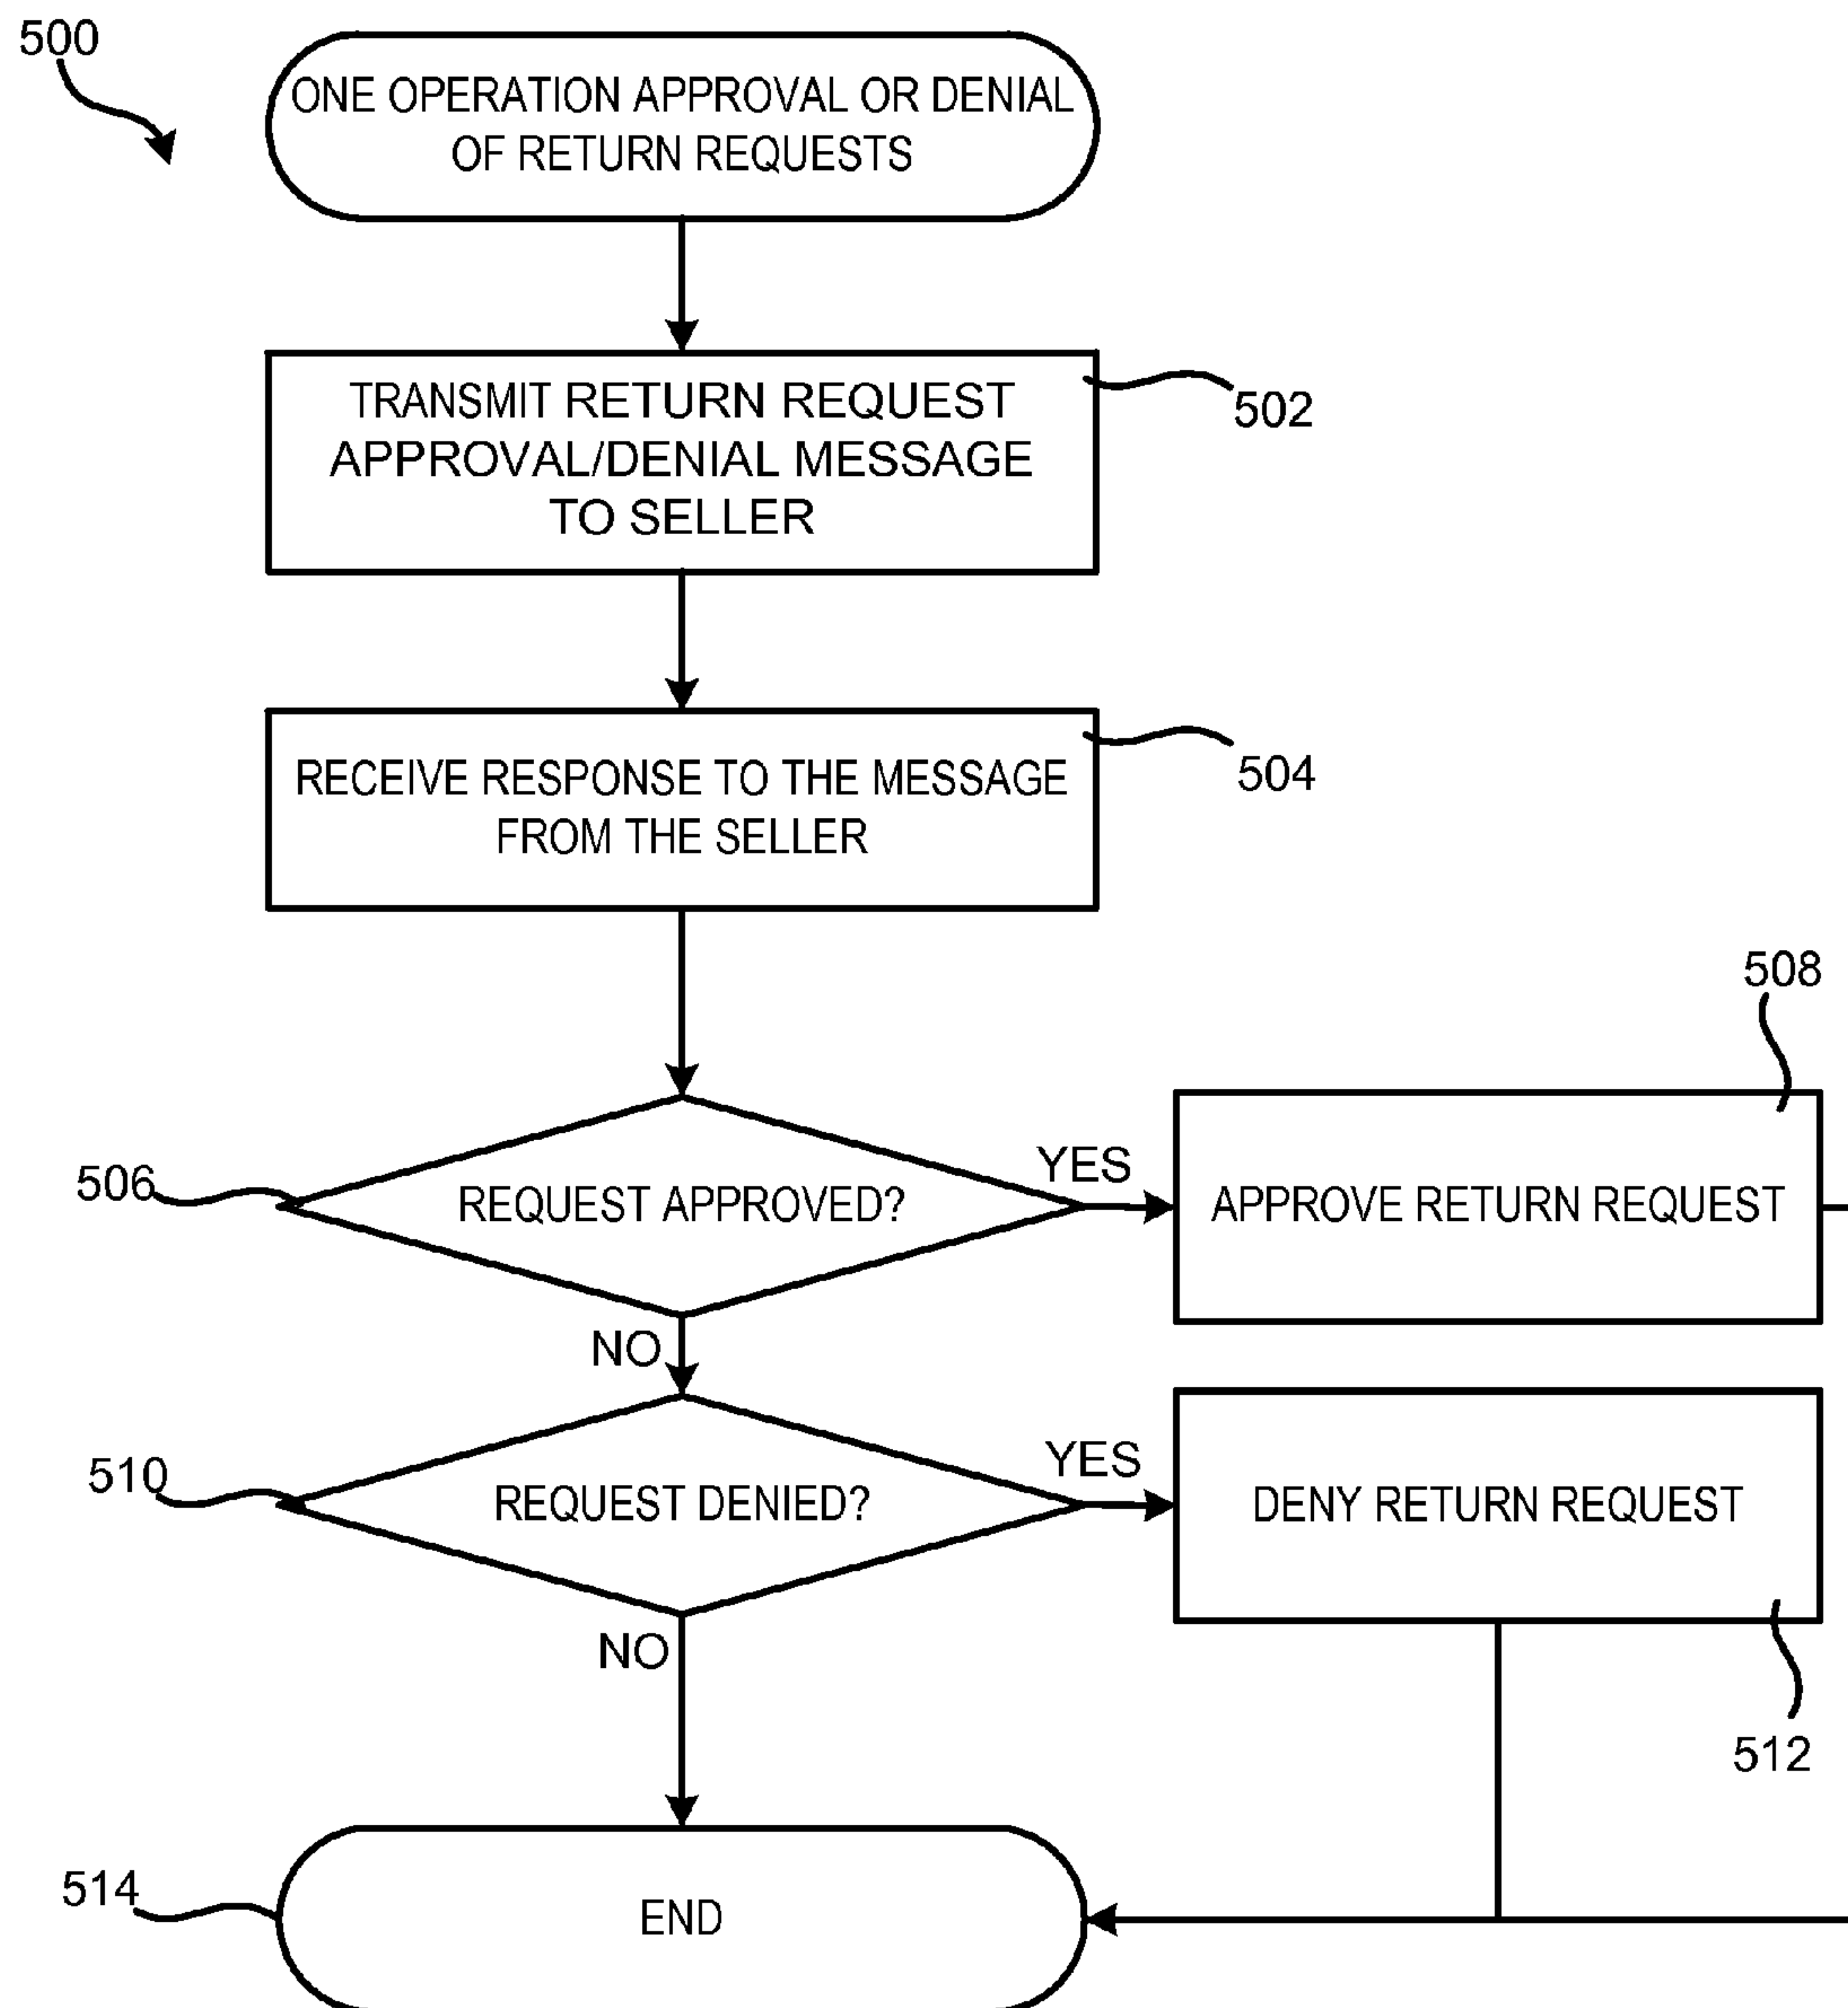 500
ONE OPERATION APPROVAL OR DENIAL
OF RETURN REQUESTS
TRANSMIT RETURN REQUEST
APPROVAL/DENIAL MESSAGE
TO SELLER
502
RECEIVE RESPONSE TO THE MESSAGE
FROM THE SELLER
504
508
506
REQUEST APPROVED?
YES
APPROVE RETURN REQUEST
NO
510
REQUEST DENIED?
YES
DENY RETURN REQUEST
NO
512
514
END